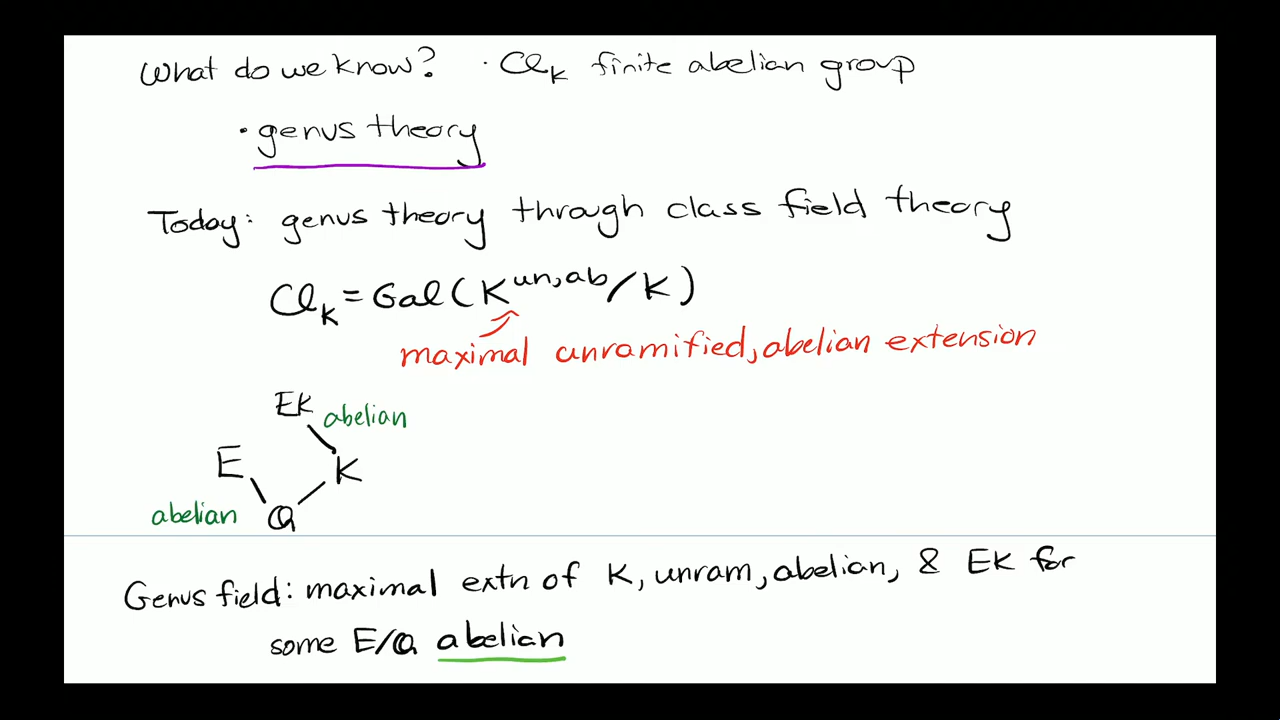 What do we know? · Cl_K finite abelian group
· genus theory
Today: genus theory through class field theory
Cl_K = Gal(K^{un,ab}/K)
maximal unramified, abelian extension
EK abelian
E K
abelian Q
Genus field: maximal extn of K, unram, abelian, & EK for
some E/Q abelian